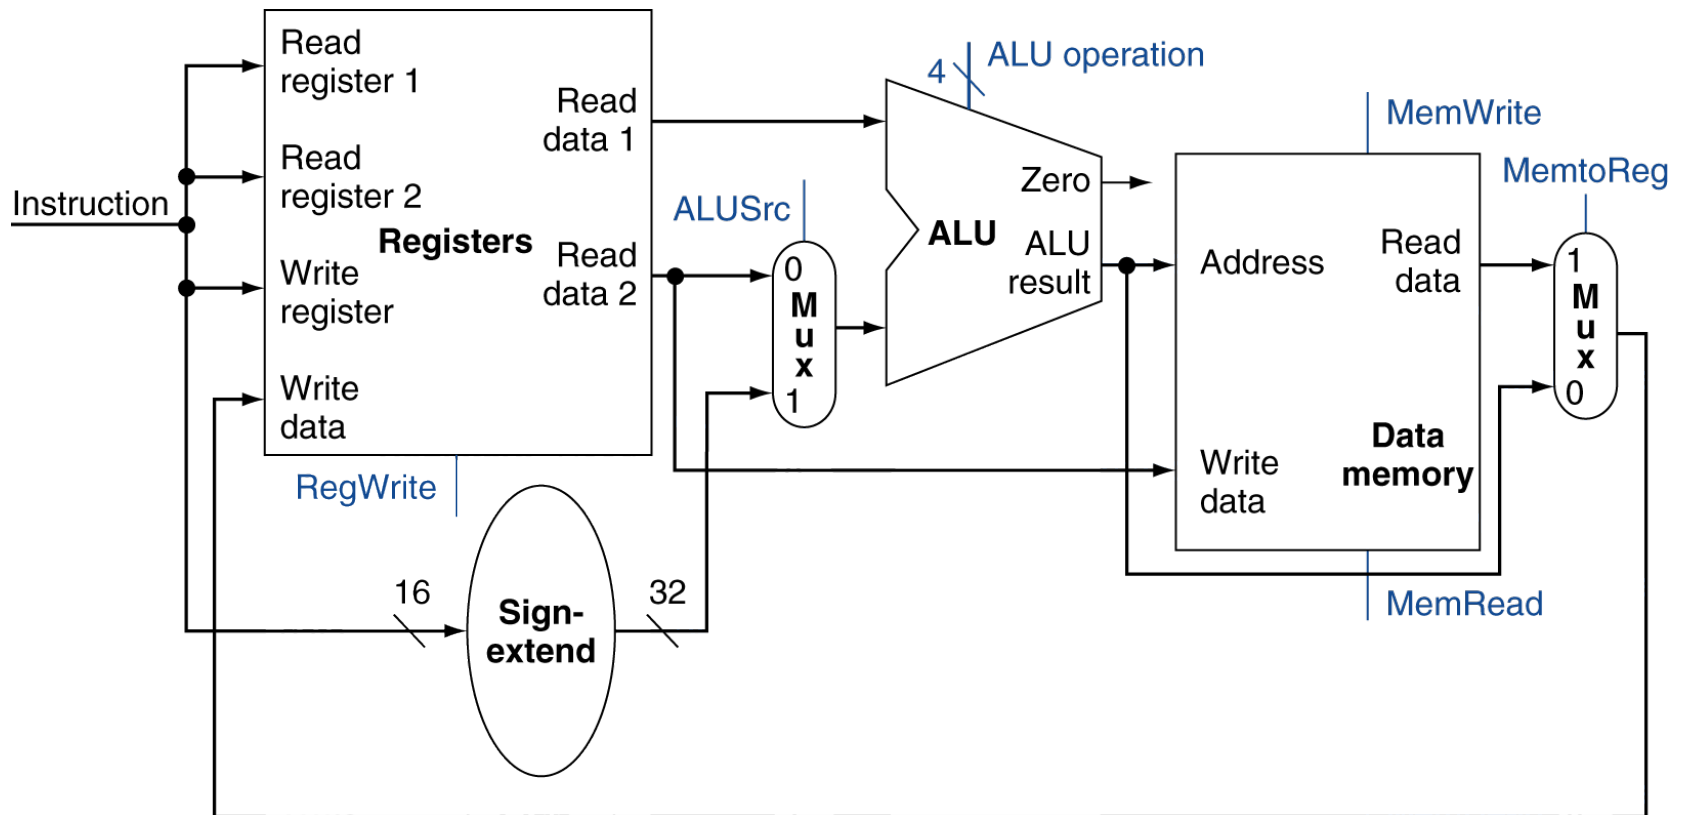 Instruction
Read
register 1
Read
register 2
Write
register
Write
data
Registers
Read
data 1
Read
data 2
RegWrite
16
Sign-
extend
32
ALUSrc
0
M
u
x
1
4
ALU operation
Zero
ALU
ALU
result
MemWrite
Address
Read
data
Write
data
Data
memory
MemRead
MemtoReg
1
M
u
x
0